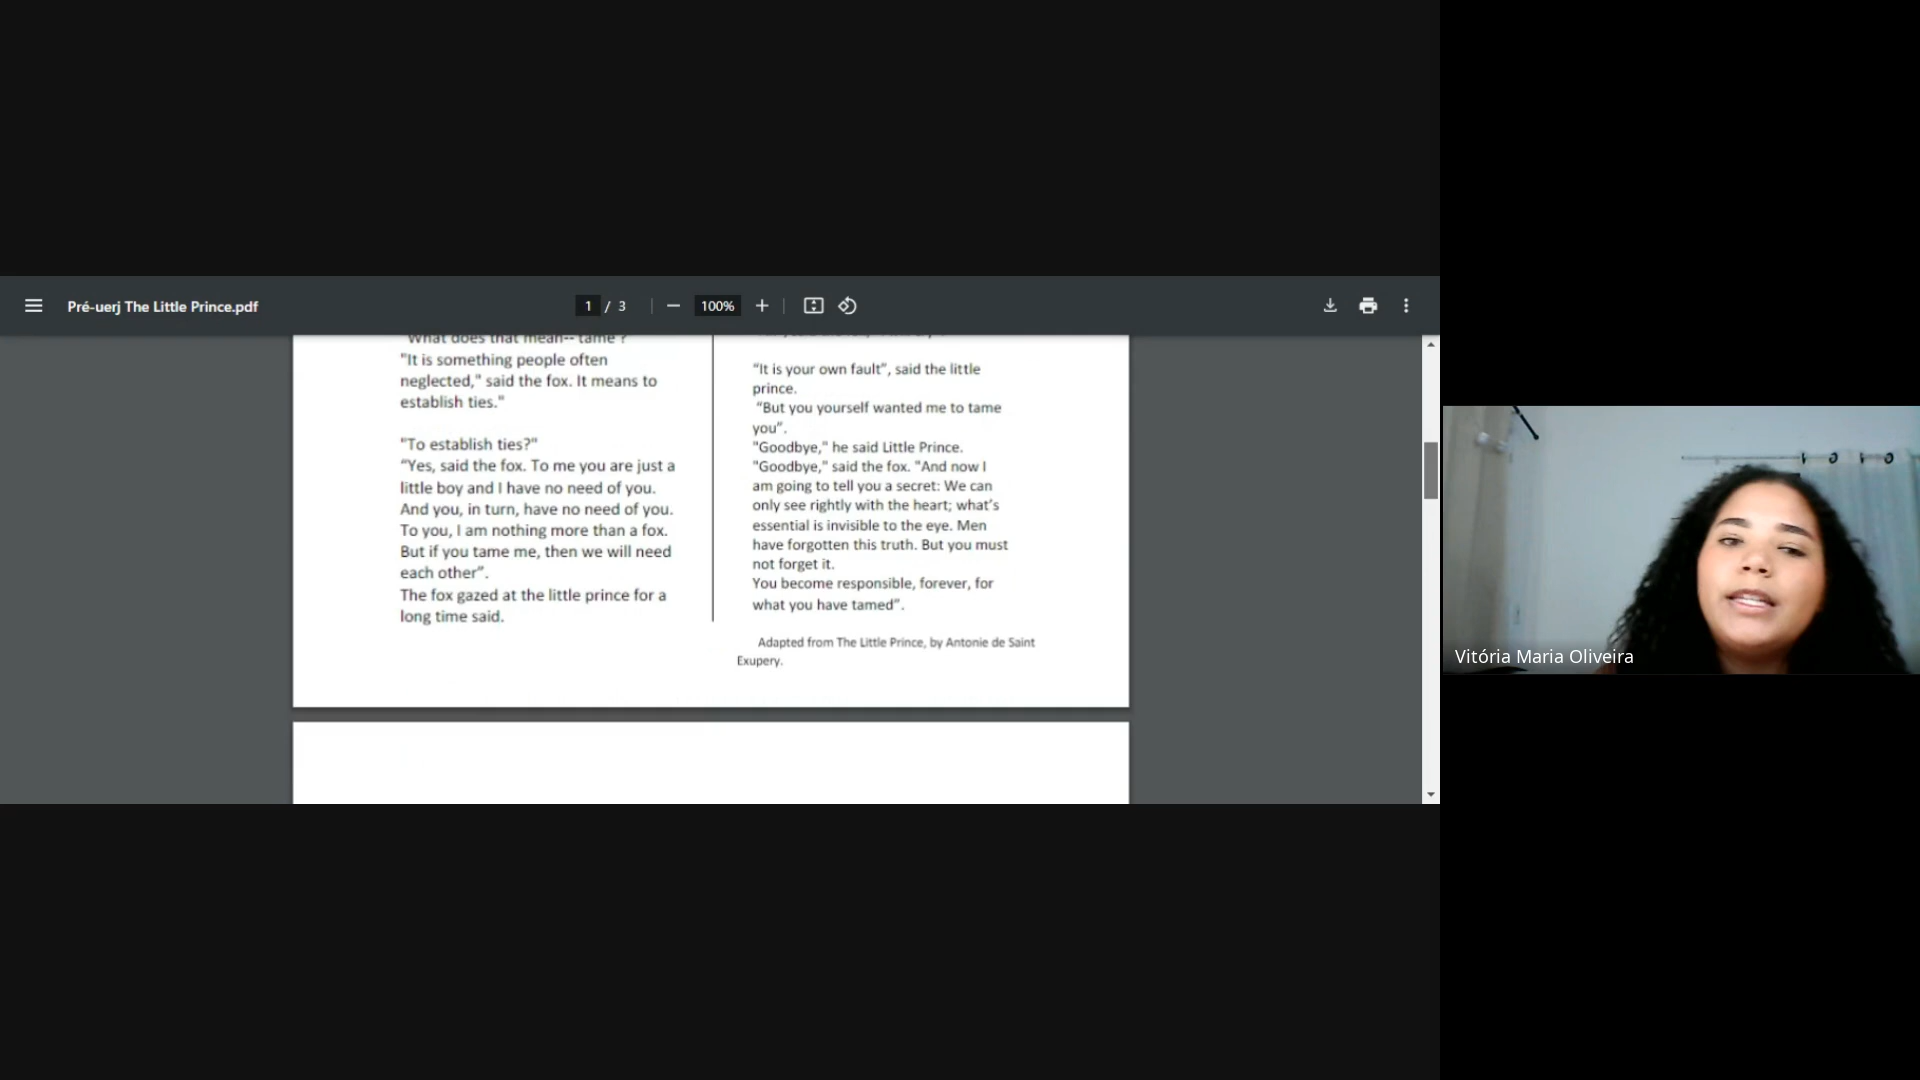 Pré-uerj The Little Prince.pdf
1 / 3
100%
"What does that mean-- tame"?
"It is something people often
neglected," said the fox. It means to
establish ties."
"To establish ties?"
“Yes, said the fox. To me you are just a
little boy and I have no need of you.
And you, in turn, have no need of you.
To you, I am nothing more than a fox.
But if you tame me, then we will need
each other”.
The fox gazed at the little prince for a
long time said.
“It is your own fault”, said the little
prince.
“But you yourself wanted me to tame
you”.
"Goodbye," he said Little Prince.
"Goodbye," said the fox. "And now I
am going to tell you a secret: We can
only see rightly with the heart; what’s
essential is invisible to the eye. Men
have forgotten this truth. But you must
not forget it.
You become responsible, forever, for
what you have tamed”.
Adapted from The Little Prince, by Antonie de Saint
Exupery.
Vitória Maria Oliveira